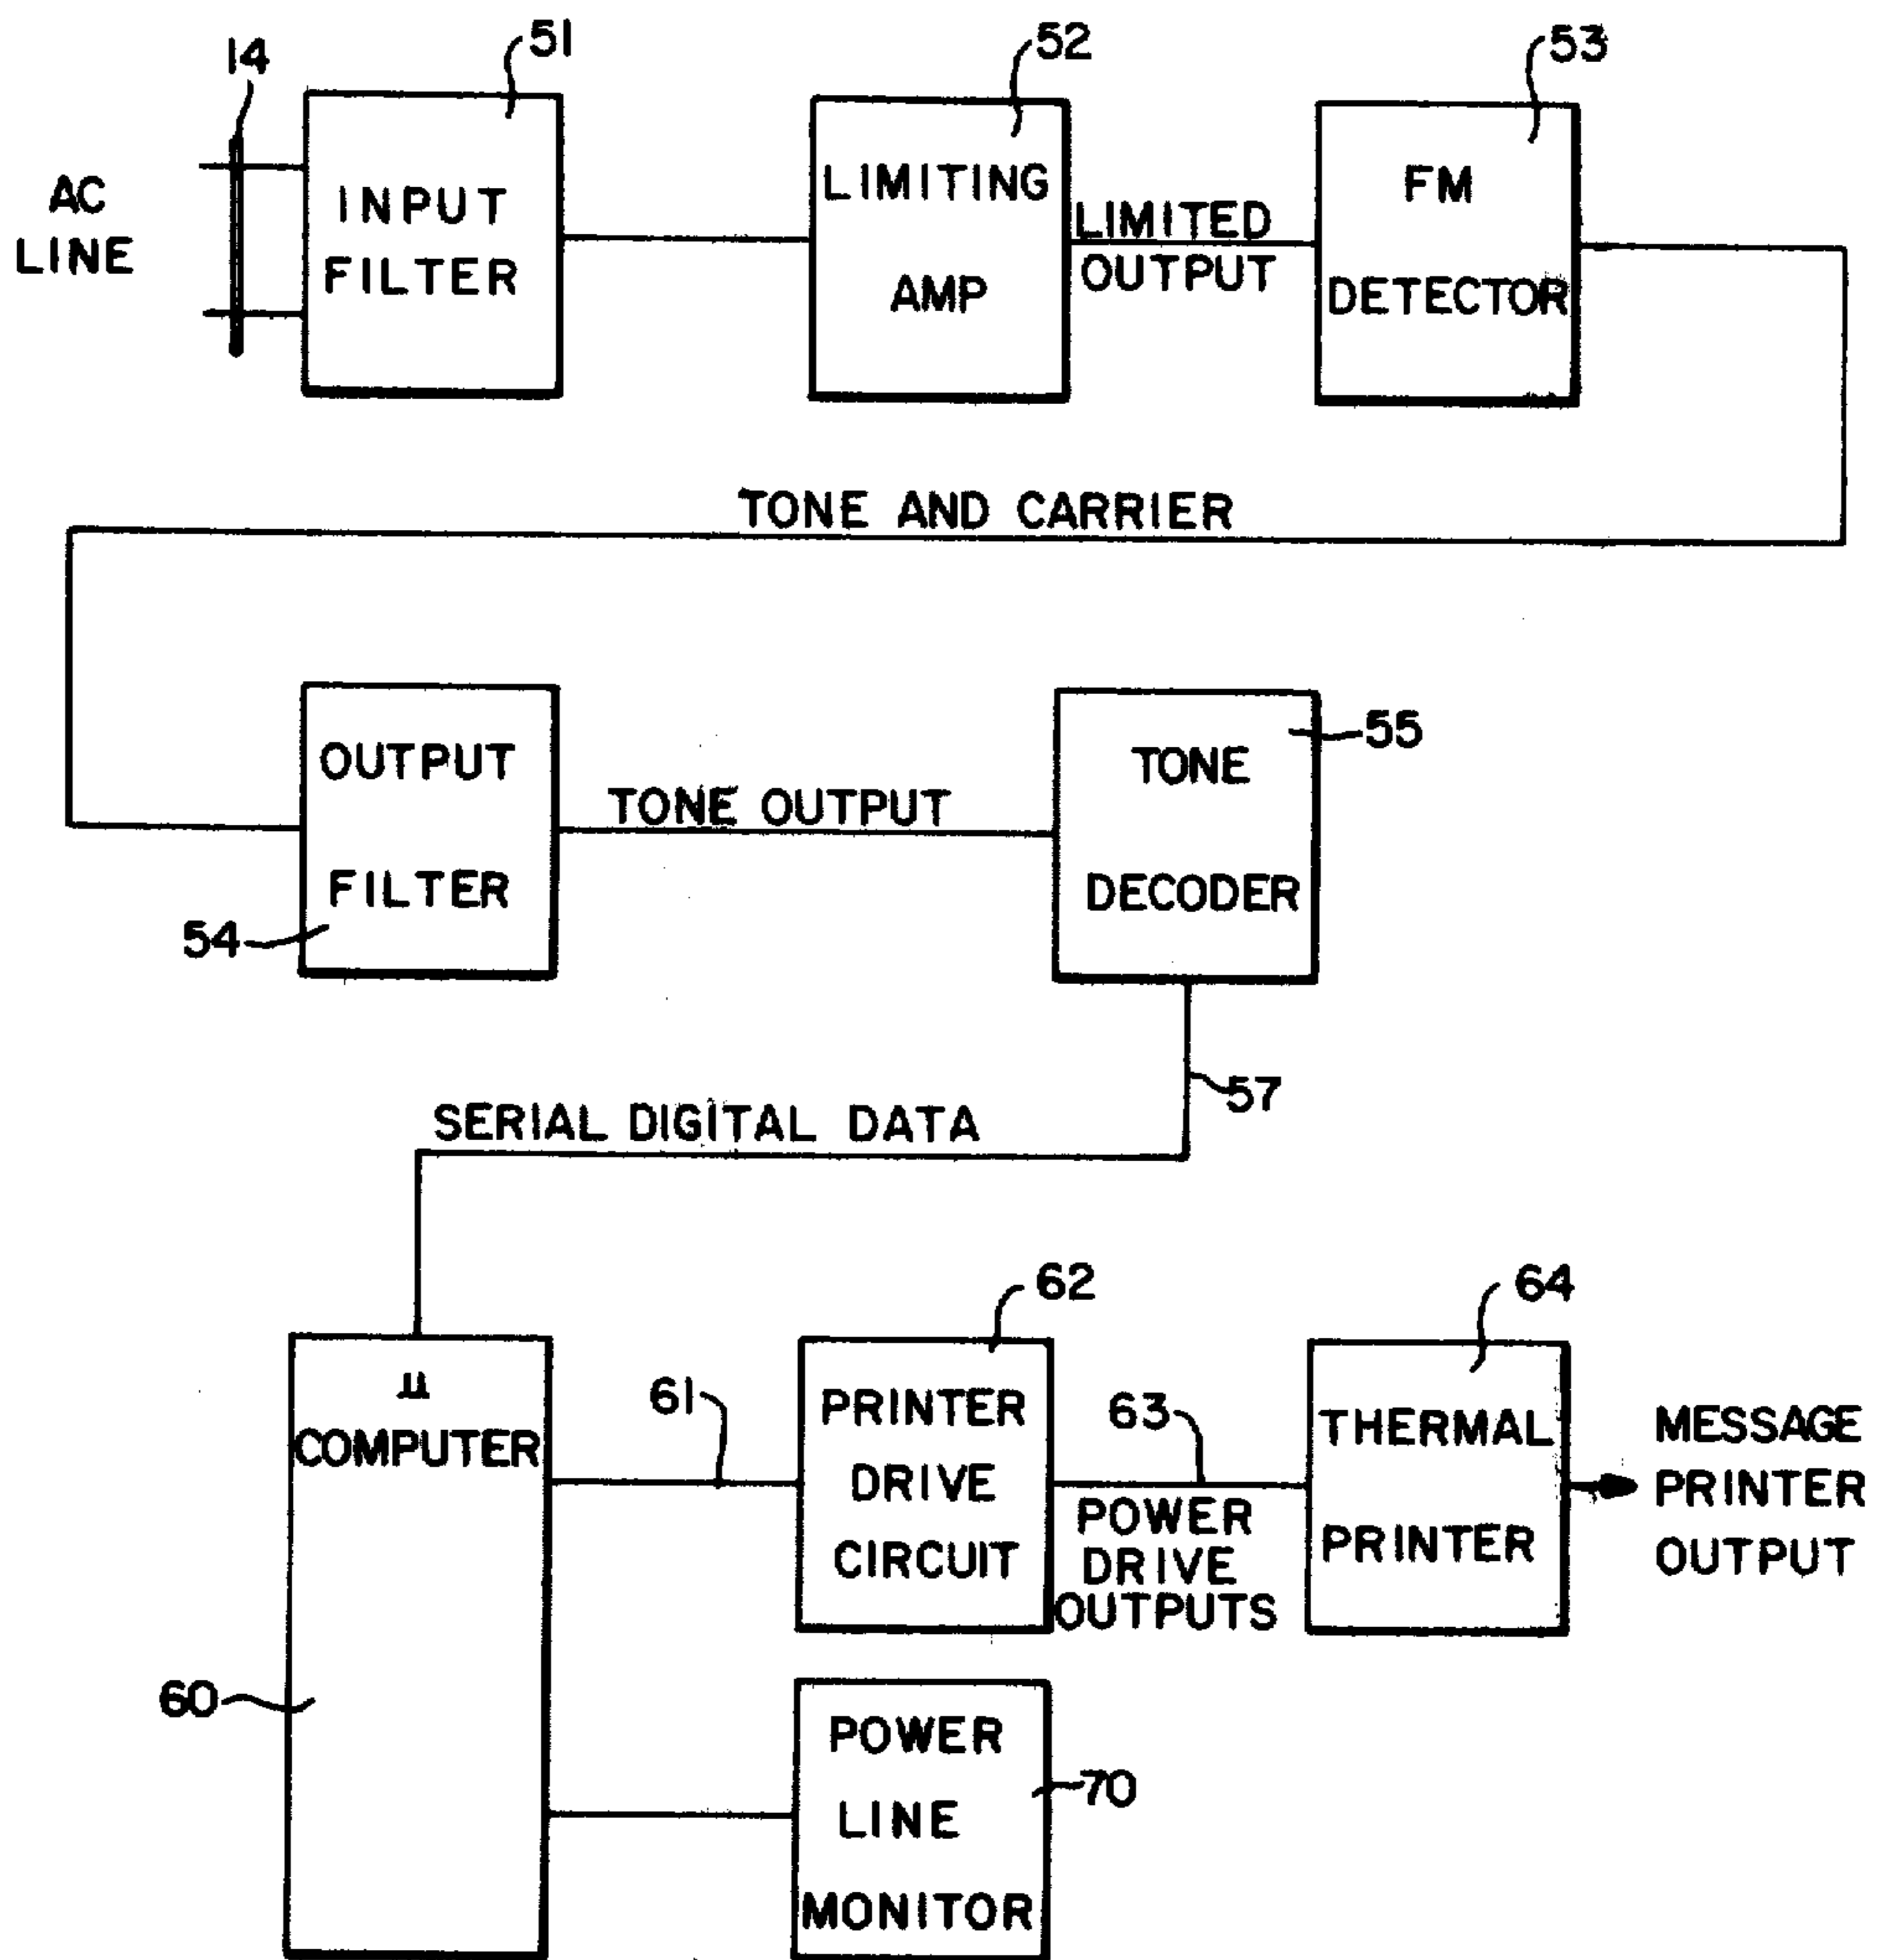 14
51
52
53
AC
LINE
INPUT
FILTER
LIMITING
AMP
LIMITED
OUTPUT
FM
DETECTOR
TONE AND CARRIER
OUTPUT
FILTER
54
TONE OUTPUT
TONE
DECODER
55
57
SERIAL DIGITAL DATA
μ
COMPUTER
60
61
62
PRINTER
DRIVE
CIRCUIT
63
POWER
DRIVE
OUTPUTS
64
THERMAL
PRINTER
MESSAGE
PRINTER
OUTPUT
POWER
LINE
MONITOR
70